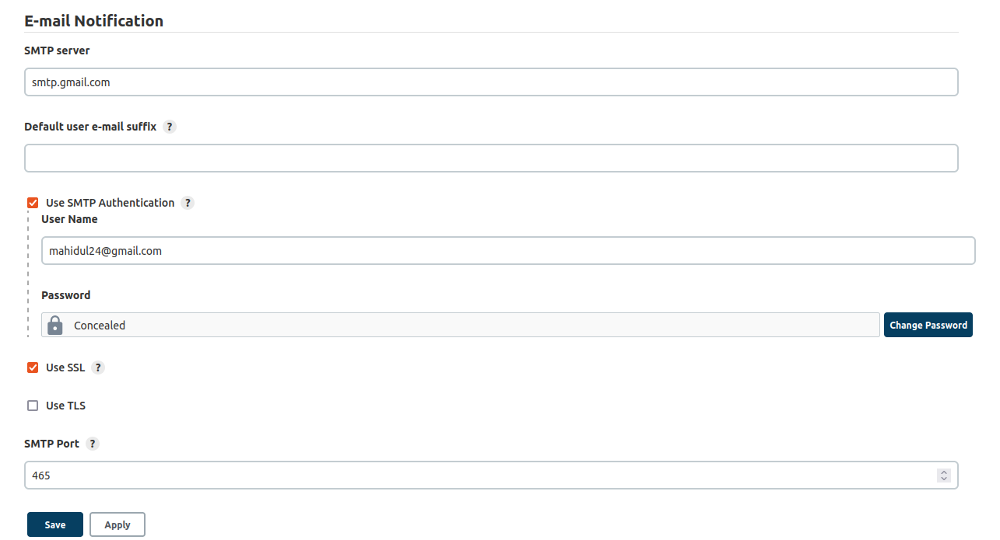 E-mail Notification
SMTP server
smtp.gmail.com
Default user e-mail suffix ?
Use SMTP Authentication ?
User Name
mahidul24@gmail.com
Password
Concealed Change Password
Use SSL ?
Use TLS
SMTP Port ?
465
Save Apply